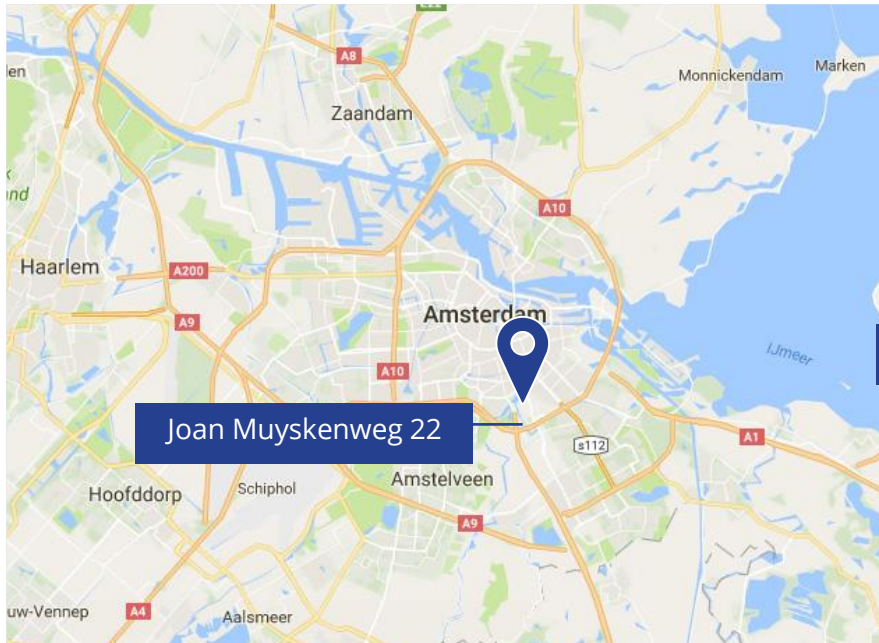 E22
A8
Zaandam
Monnickendam
Marken
A10
Haarlem
A200
A9
Amsterdam
IJmeer
A10
Joan Muyskenweg 22
A1
s112
Amstelveen
Hoofddorp
Schiphol
A9
uw-Vennep
A4
Aalsmeer